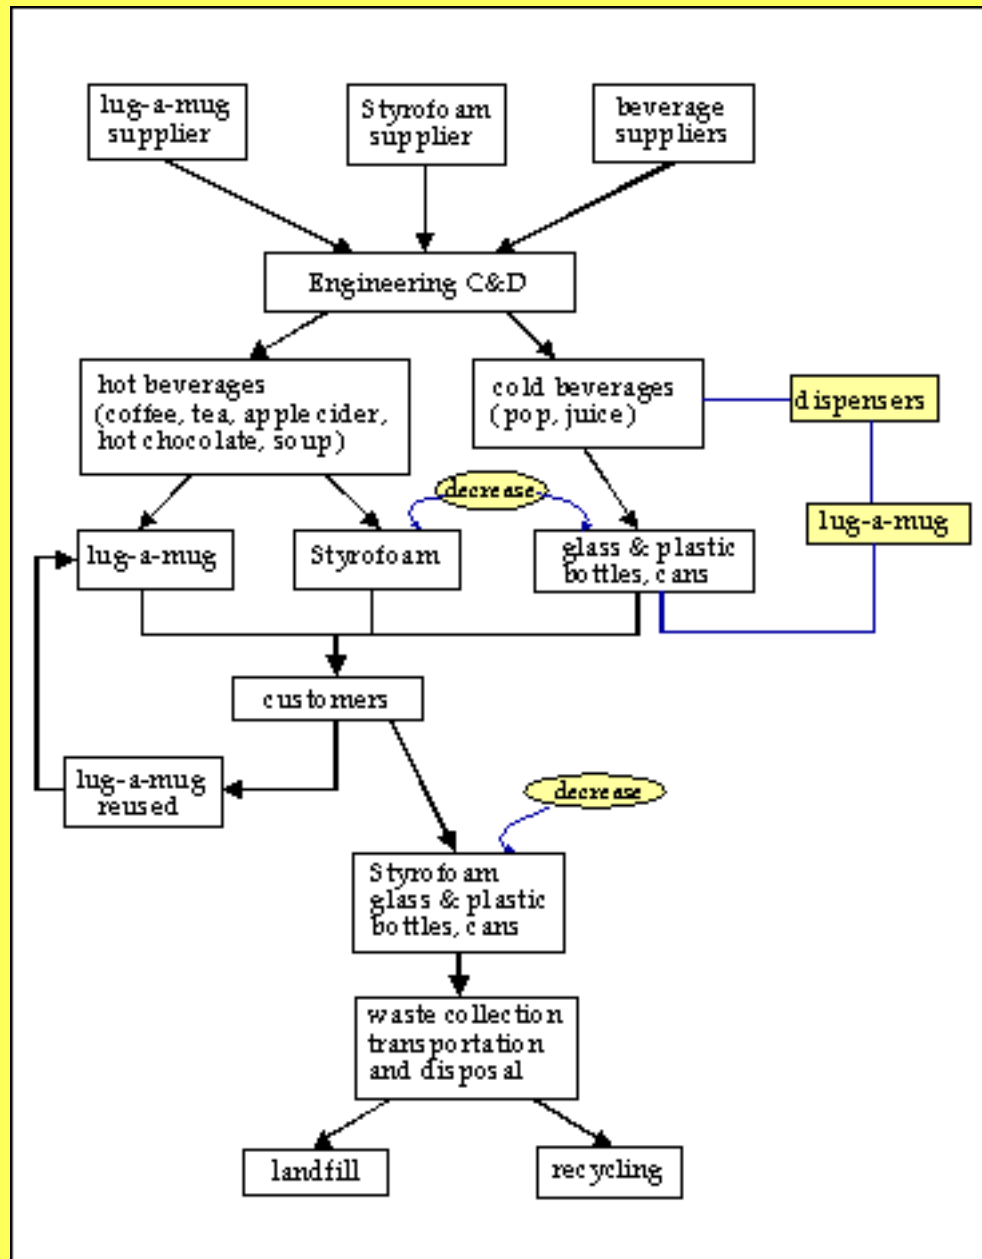 lug-a-mug
supplier
Styrofoam
supplier
beverage
suppliers
Engineering C&D
hot beverages
(coffee, tea, apple cider,
hot chocolate, soup)
cold beverages
(pop, juice)
dispensers
decrease
lug-a-mug
lug-a-mug
Styrofoam
glass & plastic
bottles, cans
customers
lug-a-mug
reused
decrease
Styrofoam
glass & plastic
bottles, cans
waste collection
transportation
and disposal
landfill
recycling